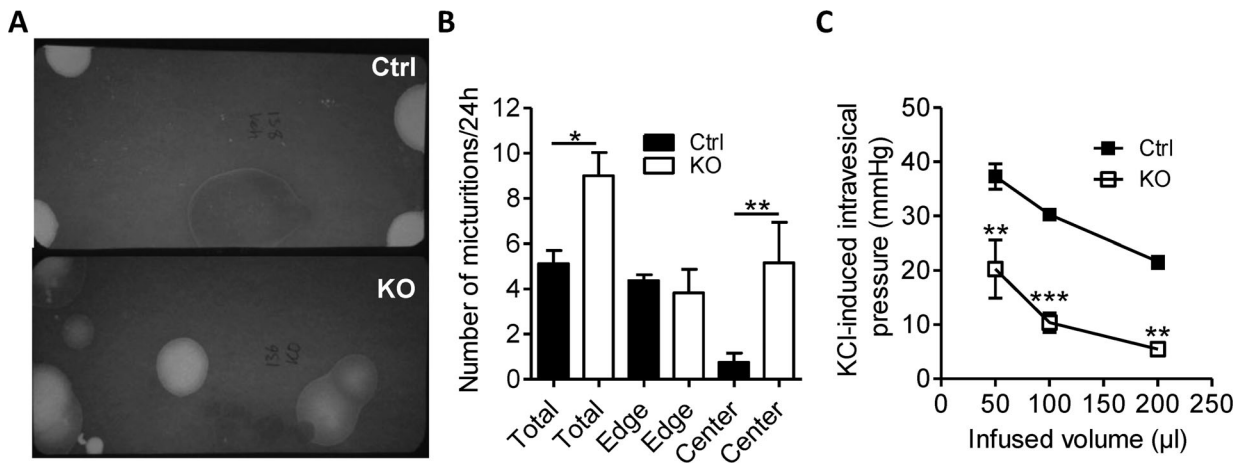 A
Ctrl
KO
136
KO
B
Number of micturitions/24h
12
10
8
6
4
2
0
*
**
Ctrl
KO
Total
Total
Edge
Edge
Center
Center
C
KCl-induced intravesical
pressure (mmHg)
50
40
30
20
10
0
Ctrl
KO
**
***
**
0
50
100
150
200
250
Infused volume (µl)